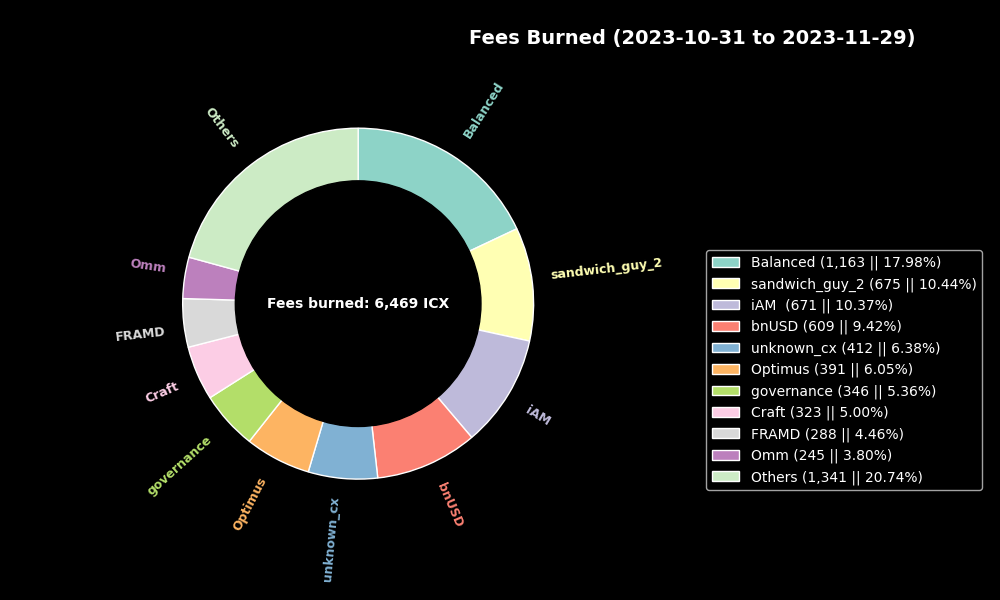 Fees Burned (2023-10-31 to 2023-11-29)
Balanced
Others
sandwich_guy_2
Omm
Fees burned: 6,469 ICX
FRAMD
Craft
iAM
governance
Optimus
unknown_cx
bnUSD
Balanced (1,163 || 17.98%)
sandwich_guy_2 (675 || 10.44%)
iAM  (671 || 10.37%)
bnUSD (609 || 9.42%)
unknown_cx (412 || 6.38%)
Optimus (391 || 6.05%)
governance (346 || 5.36%)
Craft (323 || 5.00%)
FRAMD (288 || 4.46%)
Omm (245 || 3.80%)
Others (1,341 || 20.74%)